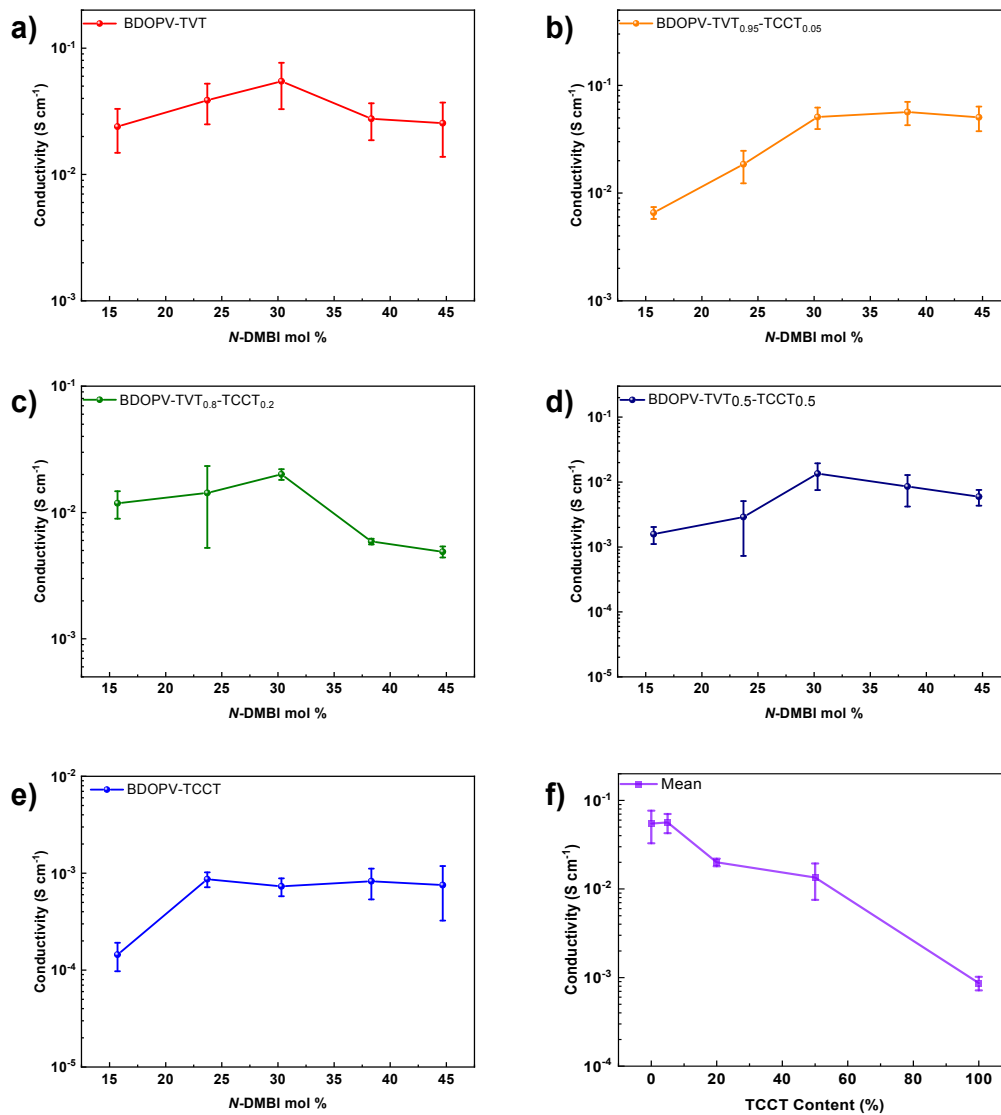 a)
BDOPV-TVT
10⁻¹
10⁻²
10⁻³
Conductivity (S cm⁻¹)
15 20 25 30 35 40 45
N-DMBI mol %
b)
BDOPV-TVT₀.₉₅-TCCT₀.₀₅
10⁻¹
10⁻²
10⁻³
Conductivity (S cm⁻¹)
15 20 25 30 35 40 45
N-DMBI mol %
c)
BDOPV-TVT₀.₈-TCCT₀.₂
10⁻¹
10⁻²
10⁻³
Conductivity (S cm⁻¹)
15 20 25 30 35 40 45
N-DMBI mol %
d)
BDOPV-TVT₀.₅-TCCT₀.₅
10⁻¹
10⁻²
10⁻³
10⁻⁴
10⁻⁵
Conductivity (S cm⁻¹)
15 20 25 30 35 40 45
N-DMBI mol %
e)
BDOPV-TCCT
10⁻²
10⁻³
10⁻⁴
10⁻⁵
Conductivity (S cm⁻¹)
15 20 25 30 35 40 45
N-DMBI mol %
f)
Mean
10⁻¹
10⁻²
10⁻³
10⁻⁴
Conductivity (S cm⁻¹)
0 20 40 60 80 100
TCCT Content (%)